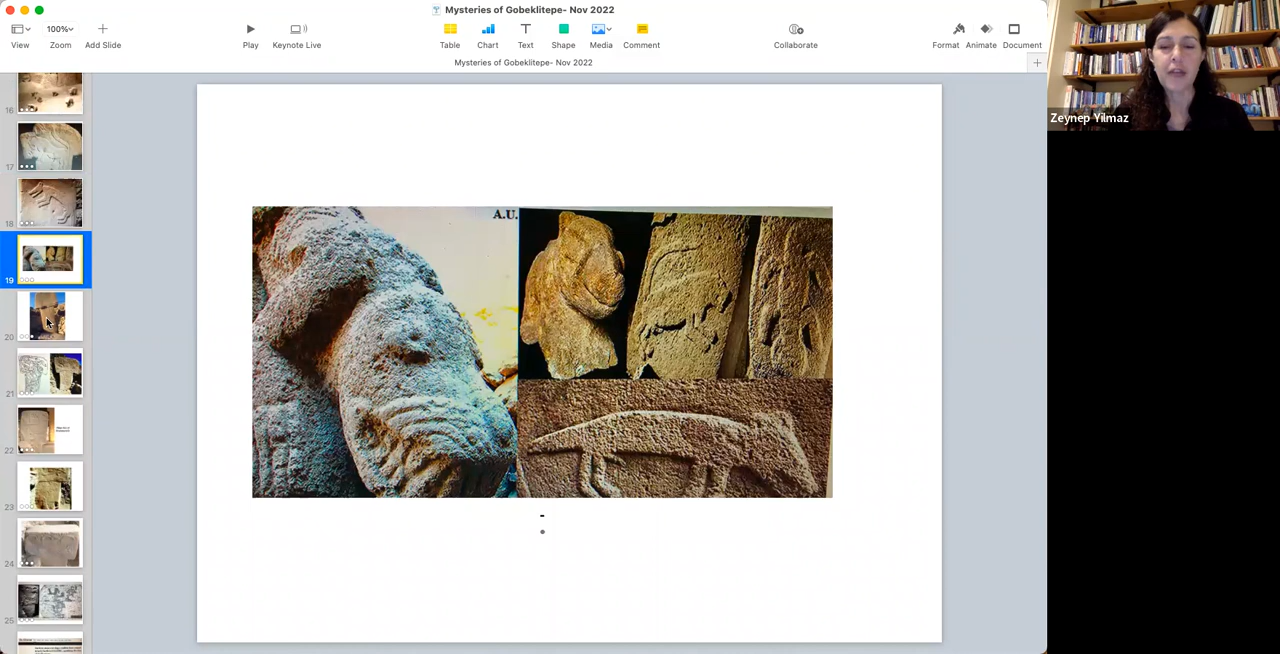 Mysteries of Gobeklitepe- Nov 2022
100%
View
Zoom
Add Slide
Play
Keynote Live
Table
Chart
Text
Shape
Media
Comment
Collaborate
Format
Animate
Document
Mysteries of Gobeklitepe- Nov 2022
Zeynep Yilmaz
A.U.
16
17
18
19
20
21
22
23
24
25